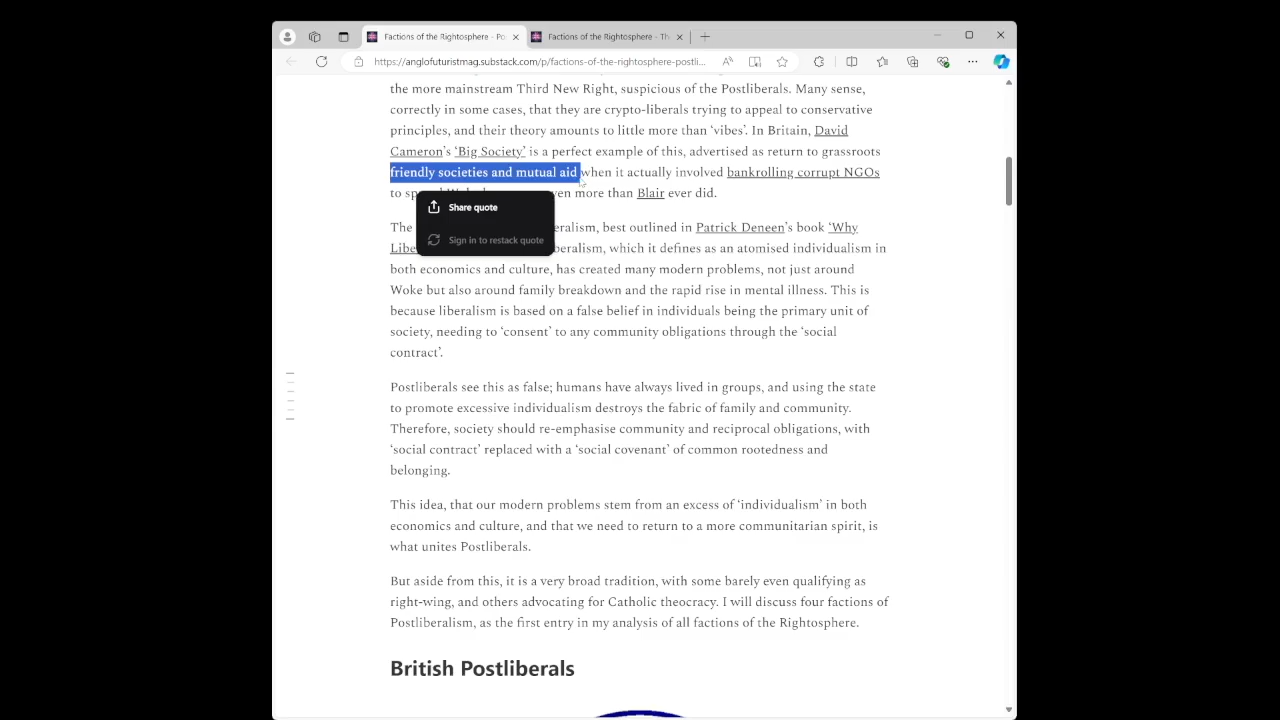 Factions of the Rightosphere - Po
Factions of the Rightosphere - Th
https://anglofuturistmag.substack.com/p/factions-of-the-rightosphere-postli...
the more mainstream Third New Right, suspicious of the Postliberals. Many sense,
correctly in some cases, that they are crypto-liberals trying to appeal to conservative
principles, and their theory amounts to little more than ‘vibes’. In Britain, David
Cameron’s ‘Big Society’ is a perfect example of this, advertised as return to grassroots
friendly societies and mutual aid when it actually involved bankrolling corrupt NGOs
to ven more than Blair ever did.
Share quote
The eralism, best outlined in Patrick Deneen’s book ‘Why
Sign in to restack quote
Libe eralism, which it defines as an atomised individualism in
both economics and culture, has created many modern problems, not just around
Woke but also around family breakdown and the rapid rise in mental illness. This is
because liberalism is based on a false belief in individuals being the primary unit of
society, needing to ‘consent’ to any community obligations through the ‘social
contract’.
Postliberals see this as false; humans have always lived in groups, and using the state
to promote excessive individualism destroys the fabric of family and community.
Therefore, society should re-emphasise community and reciprocal obligations, with
‘social contract’ replaced with a ‘social covenant’ of common rootedness and
belonging.
This idea, that our modern problems stem from an excess of ‘individualism’ in both
economics and culture, and that we need to return to a more communitarian spirit, is
what unites Postliberals.
But aside from this, it is a very broad tradition, with some barely even qualifying as
right-wing, and others advocating for Catholic theocracy. I will discuss four factions of
Postliberalism, as the first entry in my analysis of all factions of the Rightosphere.
British Postliberals